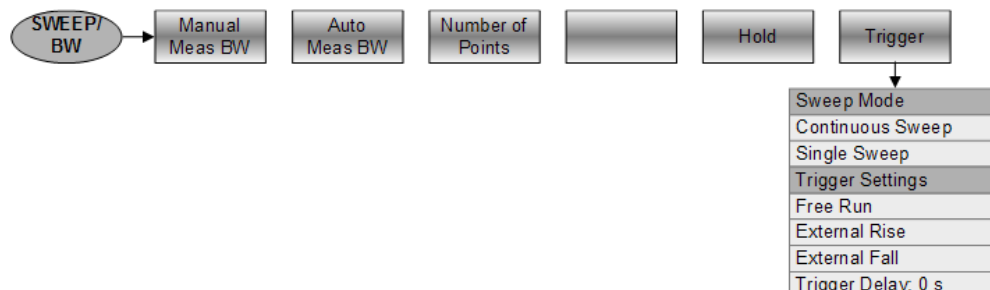 SWEEP/
BW
Manual
Meas BW
Auto
Meas BW
Number of
Points
Hold
Trigger
Sweep Mode
Continuous Sweep
Single Sweep
Trigger Settings
Free Run
External Rise
External Fall
Trigger Delay: 0 s